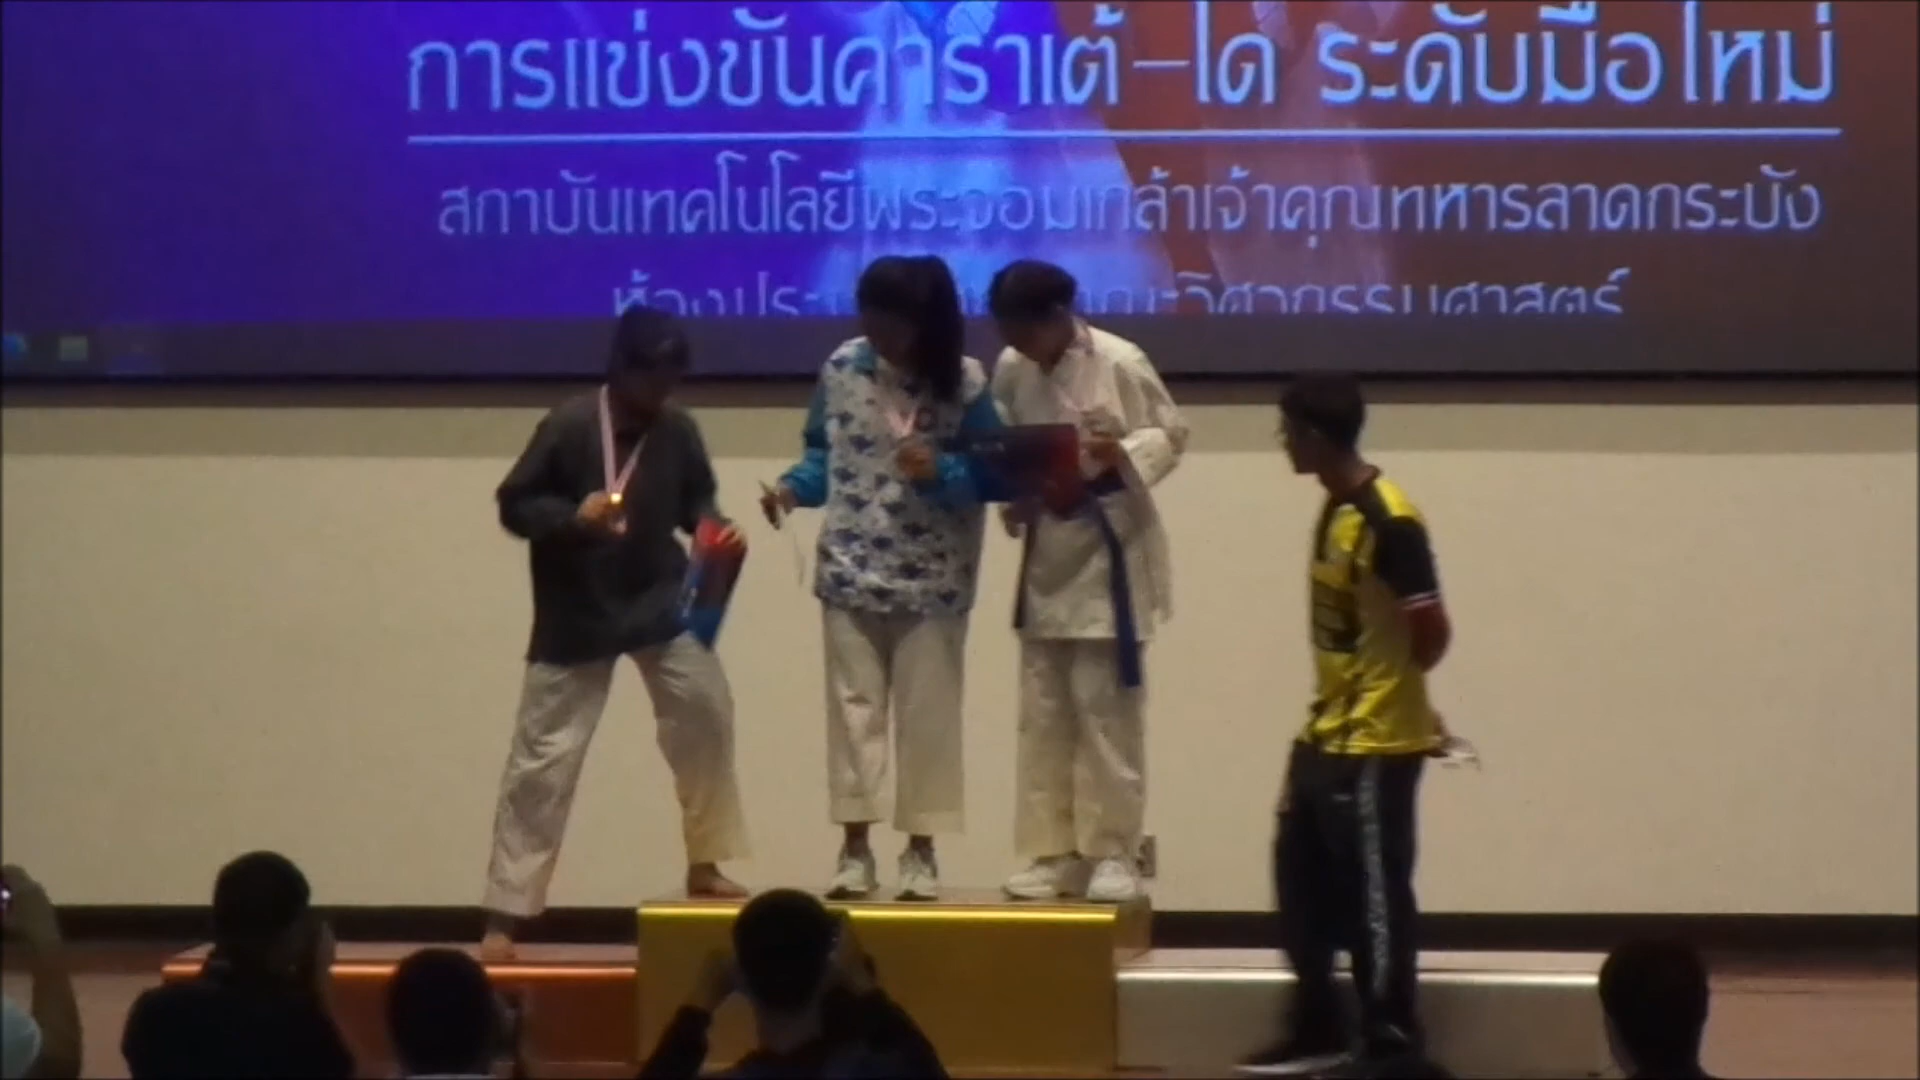 การแข่งขันคาราเต้-โด ระดับมือใหม่
สถาบันเทคโนโลยีพระจอมเกล้าเจ้าคุณทหารลาดกระบัง
วิศวกรรมศาสตร์